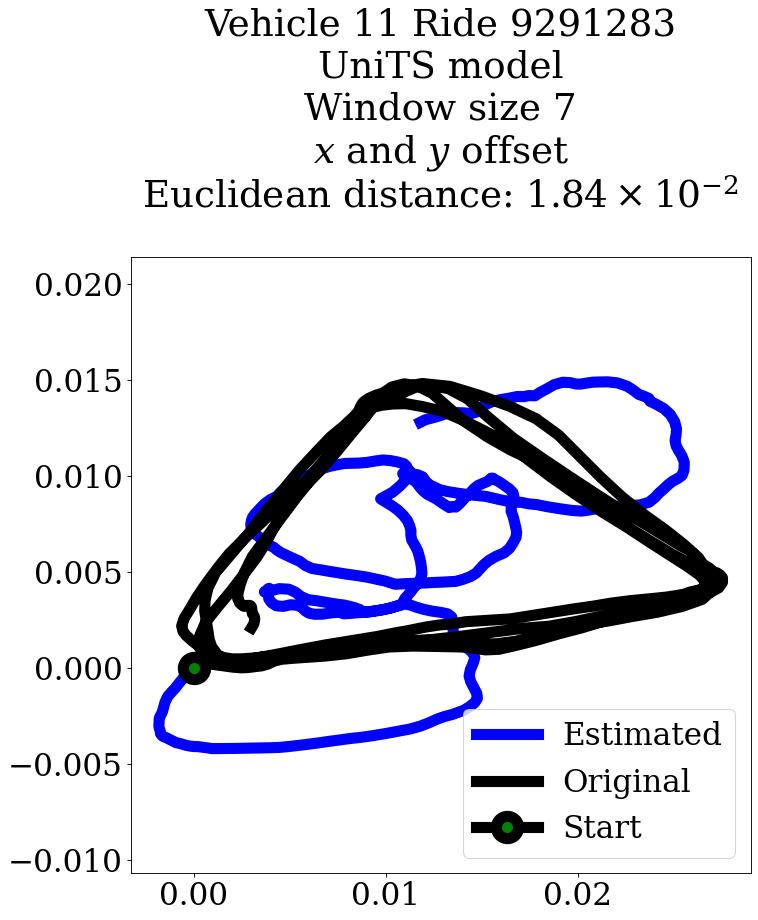 Vehicle 11 Ride 9291283
UniTS model
Window size 7
x and y offset
Euclidean distance: 1.84 × 10⁻²
0.020
0.015
0.010
0.005
0.000
−0.005
−0.010
0.00 0.01 0.02
Estimated
Original
Start